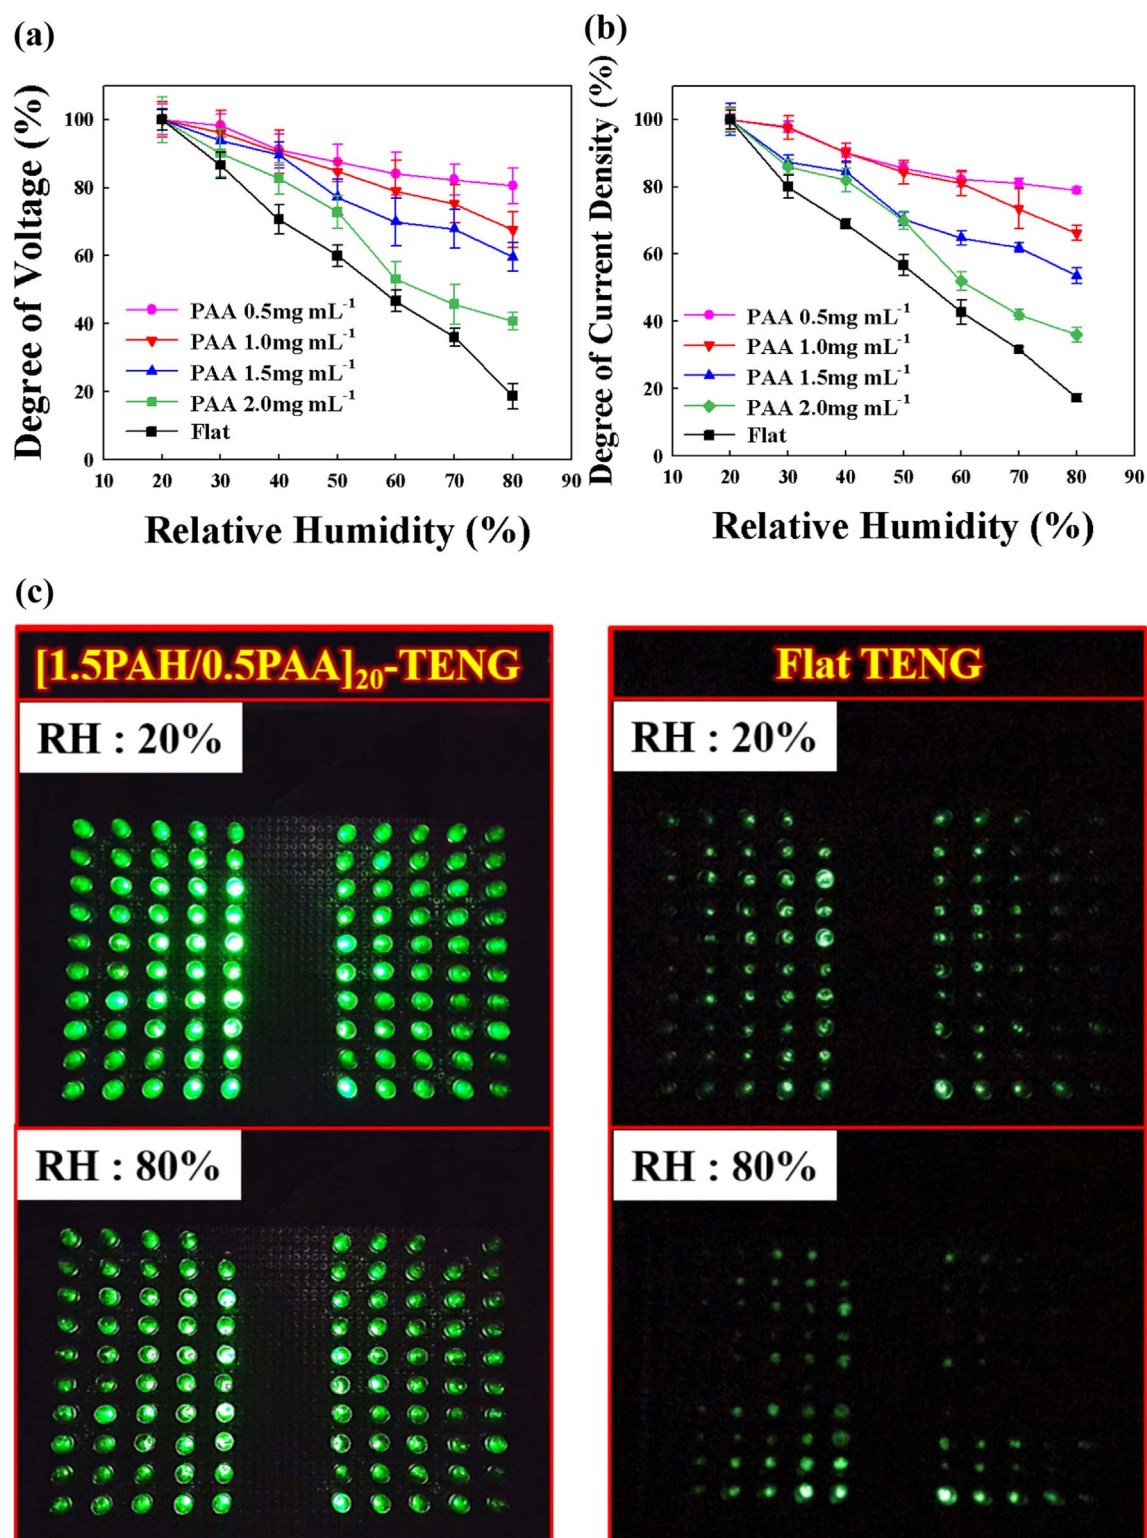 (a)
Degree of Voltage (%)
100
80
60
40
20
0
PAA 0.5mg mL⁻¹
PAA 1.0mg mL⁻¹
PAA 1.5mg mL⁻¹
PAA 2.0mg mL⁻¹
Flat
10 20 30 40 50 60 70 80 90
Relative Humidity (%)
(b)
Degree of Current Density (%)
100
80
60
40
20
0
PAA 0.5mg mL⁻¹
PAA 1.0mg mL⁻¹
PAA 1.5mg mL⁻¹
PAA 2.0mg mL⁻¹
Flat
10 20 30 40 50 60 70 80 90
Relative Humidity (%)
(c)
[1.5PAH/0.5PAA]₂₀-TENG
RH : 20%
RH : 80%
Flat TENG
RH : 20%
RH : 80%